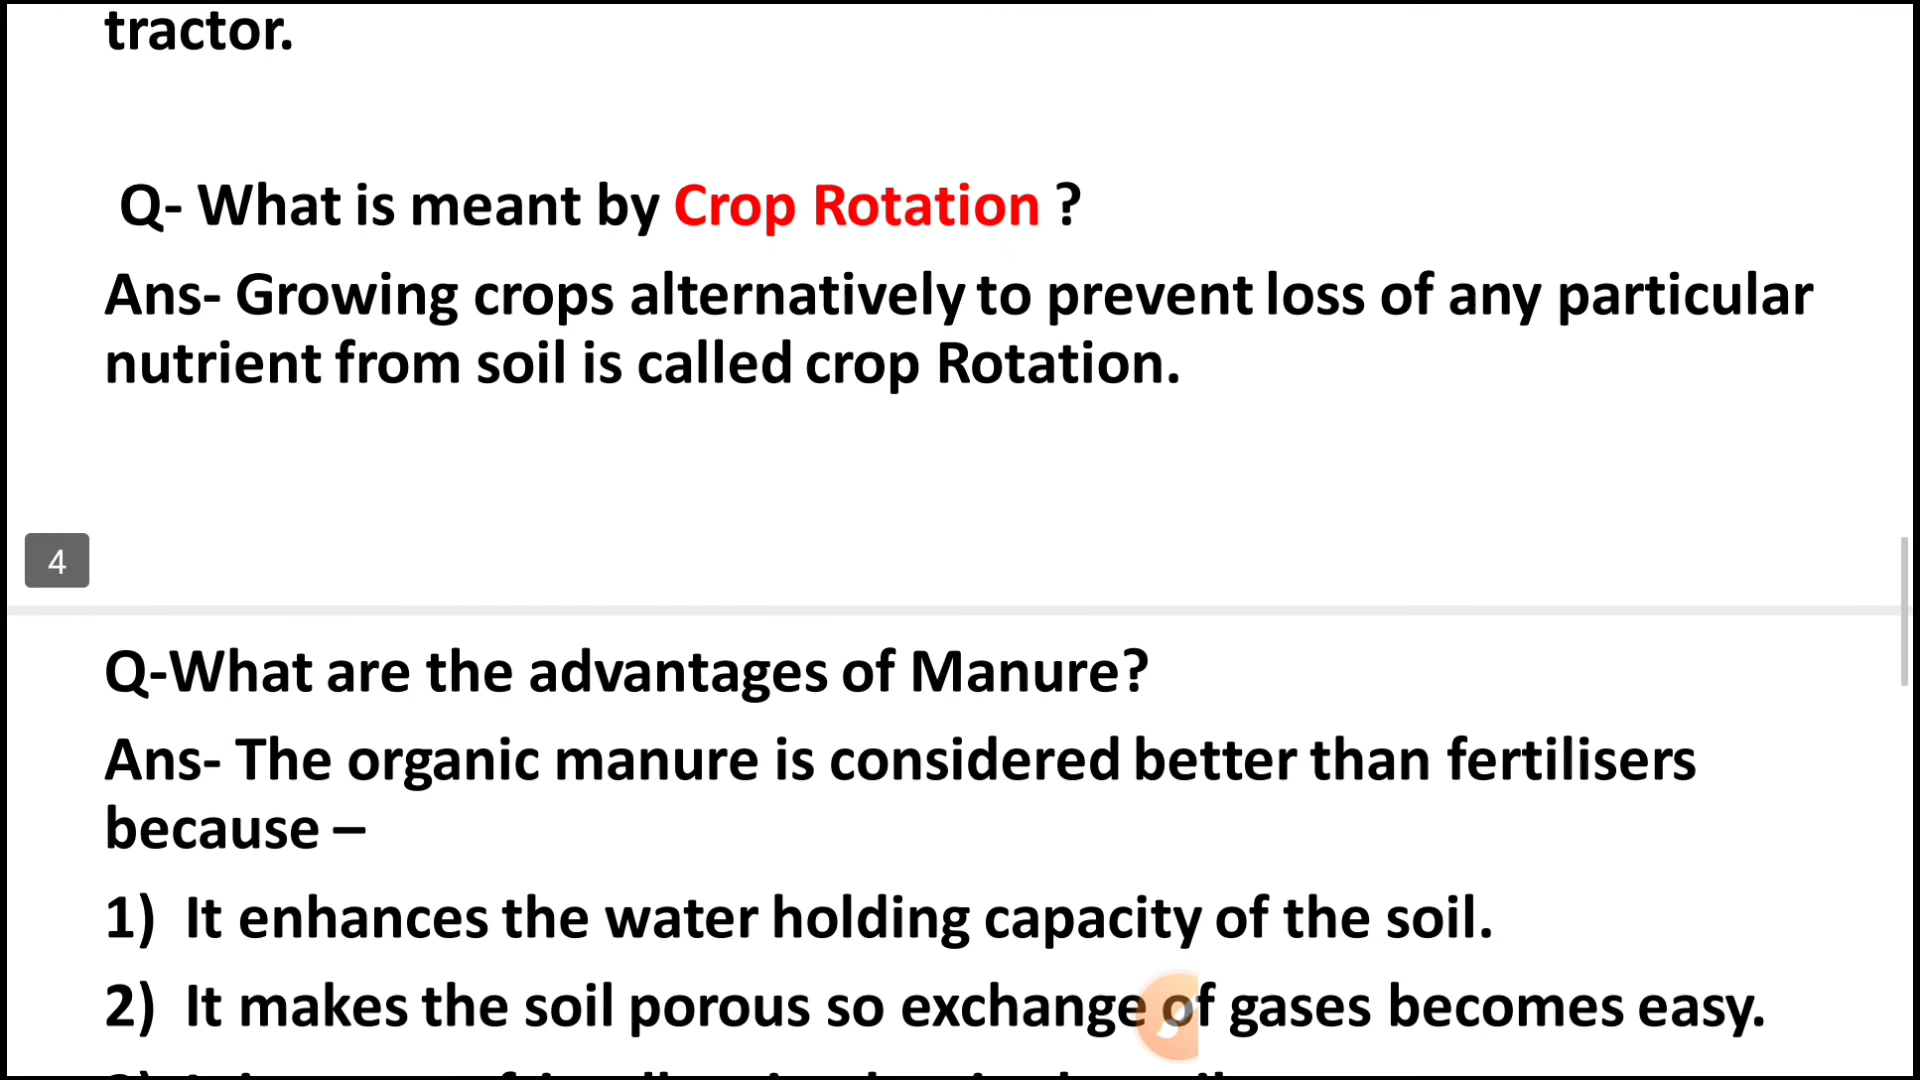 tractor.
Q- What is meant by Crop Rotation ?
Ans- Growing crops alternatively to prevent loss of any particular
nutrient from soil is called crop Rotation.
4
Q-What are the advantages of Manure?
Ans- The organic manure is considered better than fertilisers
because –
1) It enhances the water holding capacity of the soil.
2) It makes the soil porous so exchange of gases becomes easy.